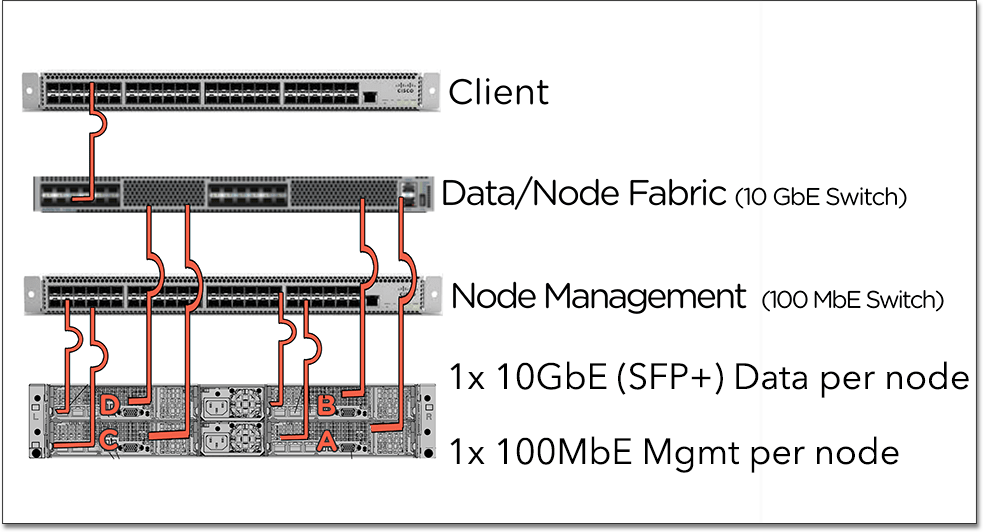 CISCO
Client
Data/Node Fabric (10 GbE Switch)
Node Management (100 MbE Switch)
1x 10GbE (SFP+) Data per node
D
B
L
R
C
A
1x 100MbE Mgmt per node